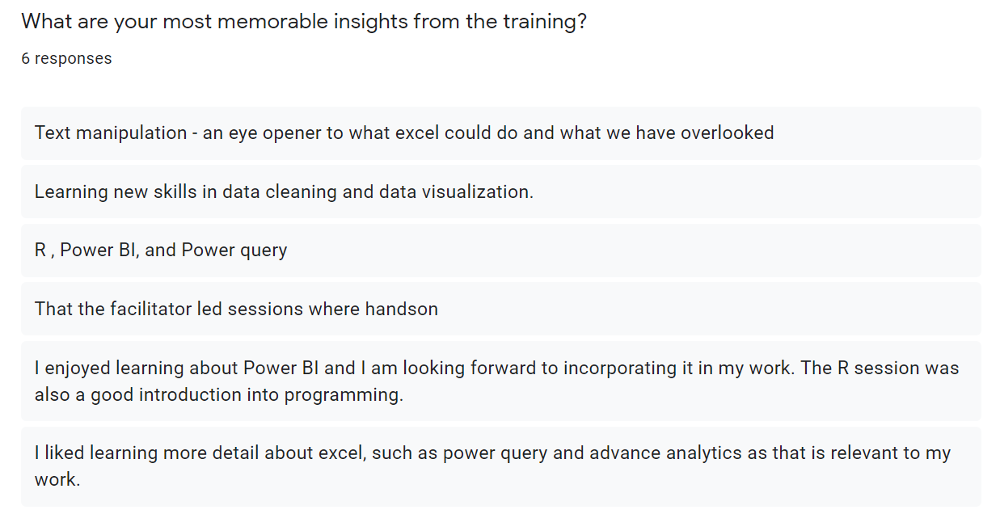 What are your most memorable insights from the training?
6 responses
Text manipulation - an eye opener to what excel could do and what we have overlooked
Learning new skills in data cleaning and data visualization.
R , Power BI, and Power query
That the facilitator led sessions where handson
I enjoyed learning about Power BI and I am looking forward to incorporating it in my work. The R session was
also a good introduction into programming.
I liked learning more detail about excel, such as power query and advance analytics as that is relevant to my
work.